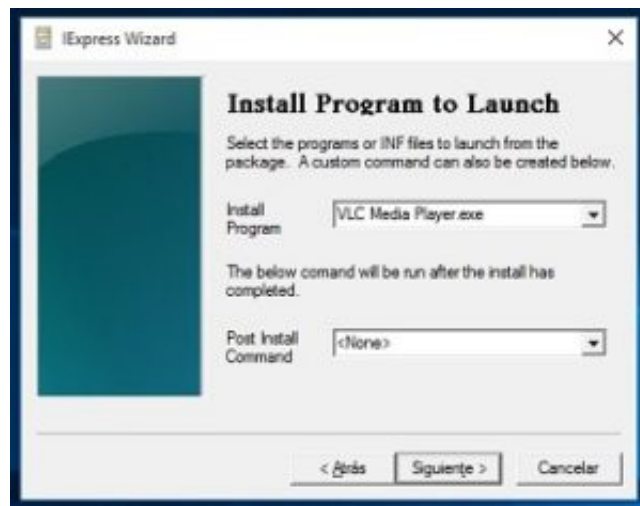 IExpress Wizard
Install Program to Launch
Select the programs or INF files to launch from the
package. A custom command can also be created below.
Install
Program
VLC Media Player.exe
The below comand will be run after the install has
completed.
Post Install
Command
<None>
< Atrás
Siguiente >
Cancelar